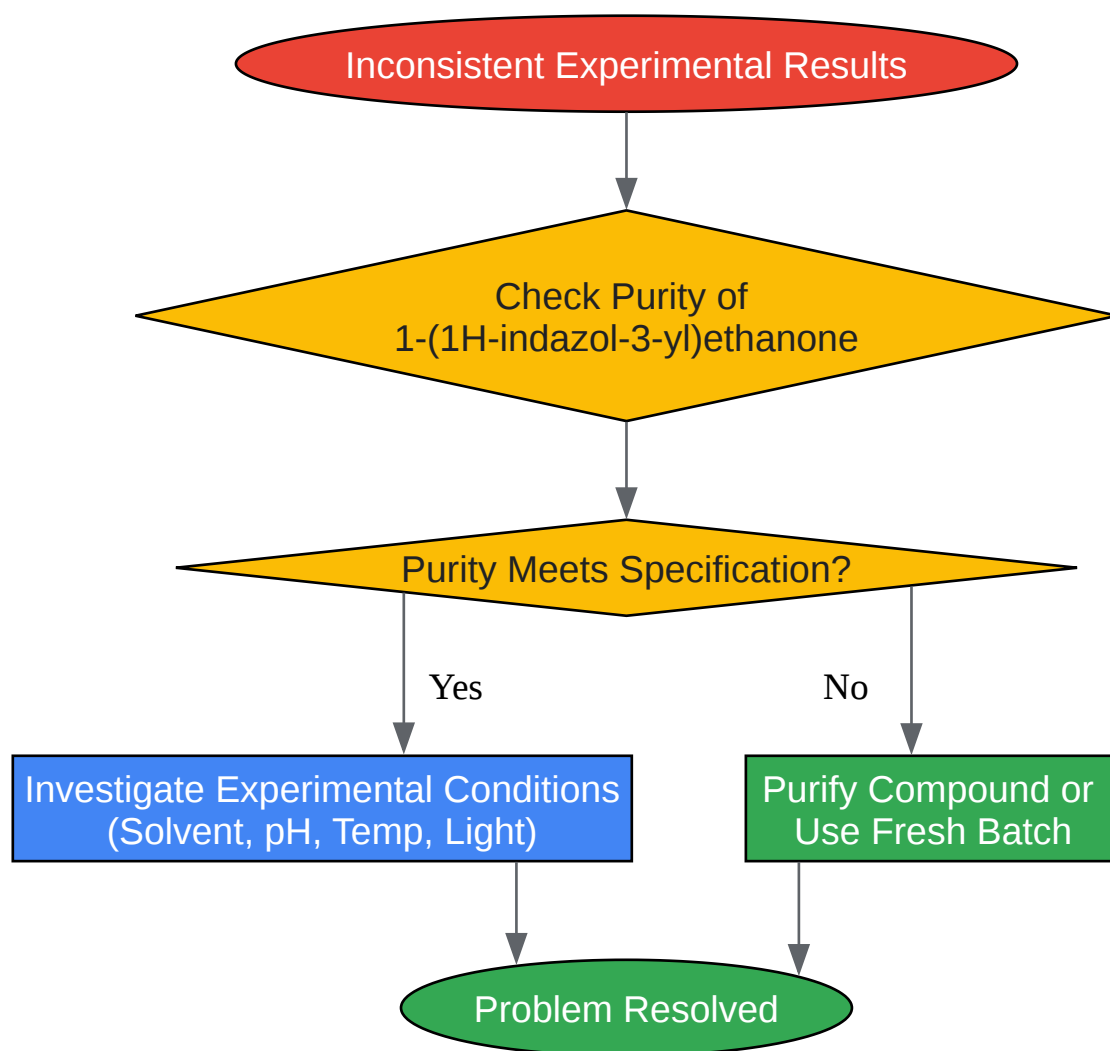 Inconsistent Experimental Results
Check Purity of
1-(1H-indazol-3-yl)ethanone
Purity Meets Specification?
Yes
No
Investigate Experimental Conditions
(Solvent, pH, Temp, Light)
Purify Compound or
Use Fresh Batch
Problem Resolved